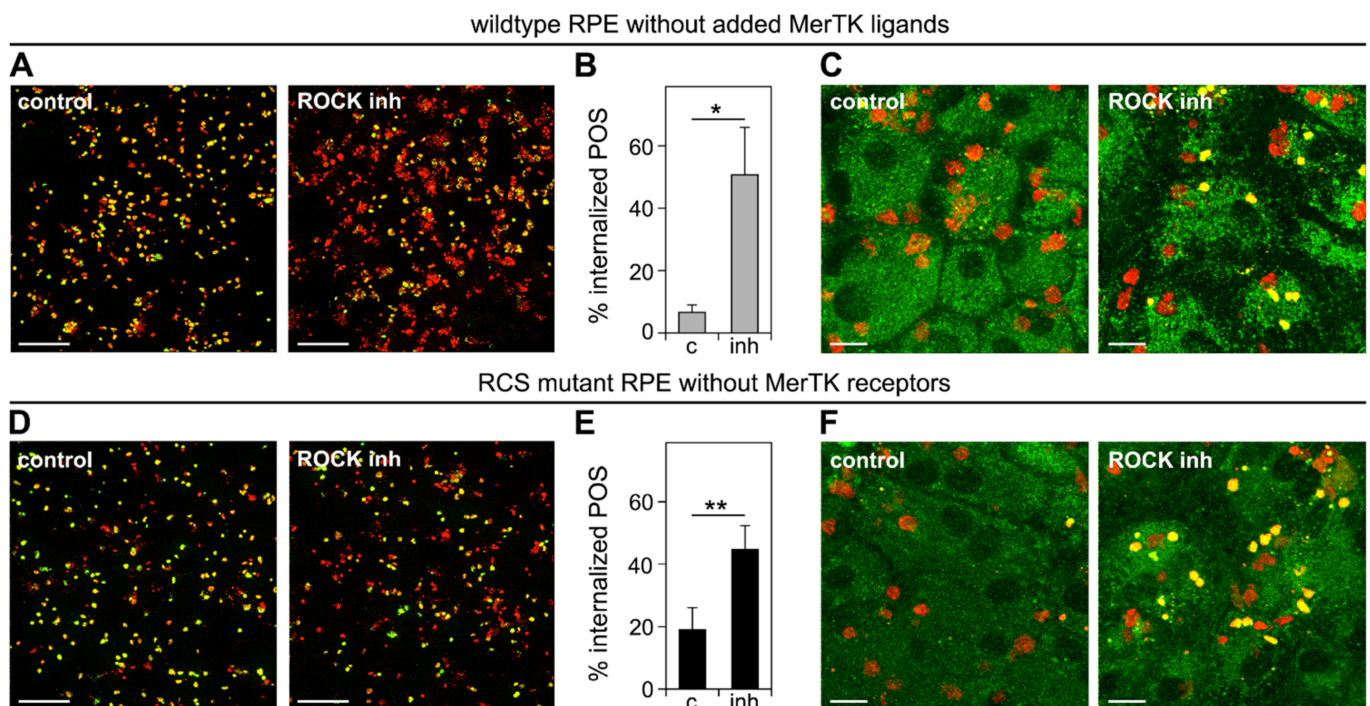 wildtype RPE without added MerTK ligands
A
control
ROCK inh
B
% internalized POS
60
40
20
0
*
c
inh
C
control
ROCK inh
RCS mutant RPE without MerTK receptors
D
control
ROCK inh
E
% internalized POS
60
40
20
0
**
c
inh
F
control
ROCK inh